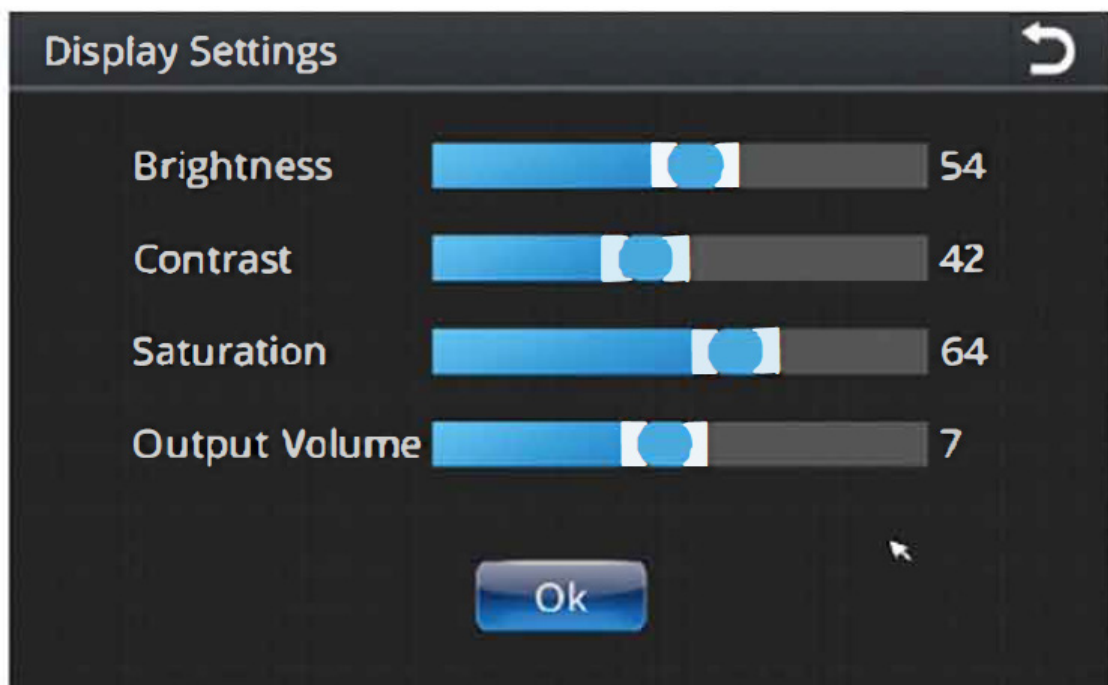 Display Settings
Brightness 54
Contrast 42
Saturation 64
Output Volume 7
Ok